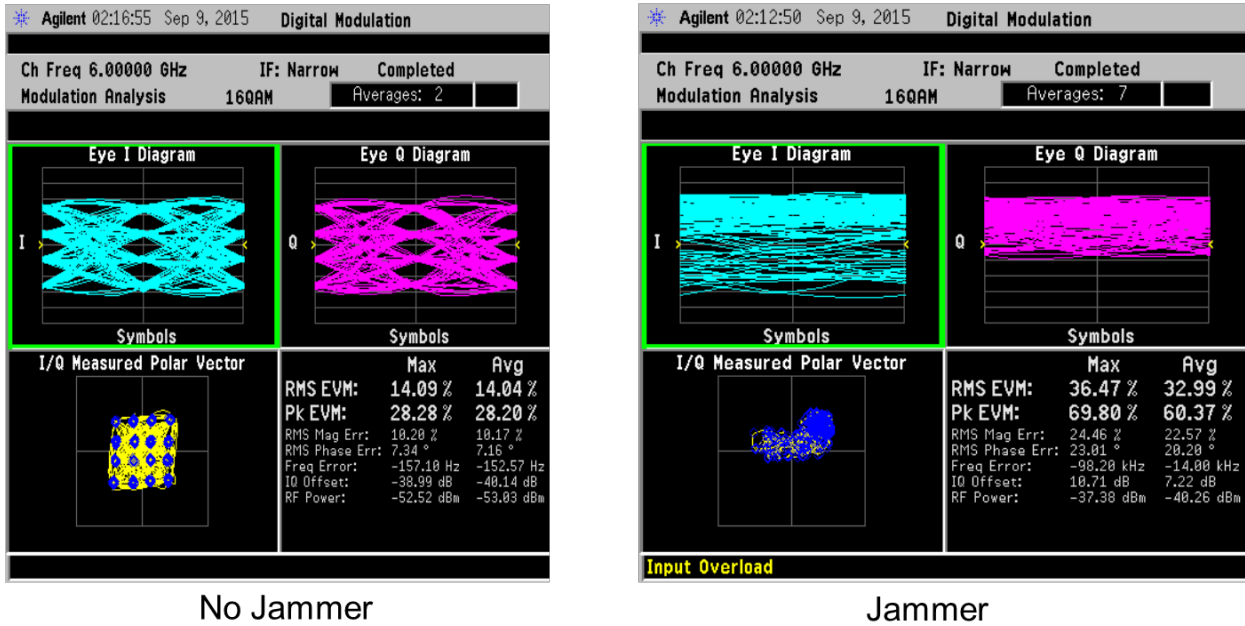 Agilent 02:16:55 Sep 9, 2015 Digital Modulation
Ch Freq 6.00000 GHz IF: Narrow Completed
Modulation Analysis 16QAM Averages: 2
Eye I Diagram Eye Q Diagram
I Q
Symbols Symbols
I/Q Measured Polar Vector
Max Avg
RMS EVM: 14.09 % 14.04 %
Pk EVM: 28.28 % 28.20 %
RMS Mag Err: 10.20 % 10.17 %
RMS Phase Err: 7.34 ° 7.16 °
Freq Error: -157.10 Hz -152.57 Hz
IQ Offset: -38.99 dB -40.14 dB
RF Power: -52.52 dBm -53.03 dBm
No Jammer
Agilent 02:12:50 Sep 9, 2015 Digital Modulation
Ch Freq 6.00000 GHz IF: Narrow Completed
Modulation Analysis 16QAM Averages: 7
Eye I Diagram Eye Q Diagram
I Q
Symbols Symbols
I/Q Measured Polar Vector
Max Avg
RMS EVM: 36.47 % 32.99 %
Pk EVM: 69.80 % 60.37 %
RMS Mag Err: 24.46 % 22.57 %
RMS Phase Err: 23.01 ° 20.20 °
Freq Error: -98.20 kHz -14.00 kHz
IQ Offset: 10.71 dB 7.22 dB
RF Power: -37.38 dBm -40.26 dBm
Input Overload
Jammer